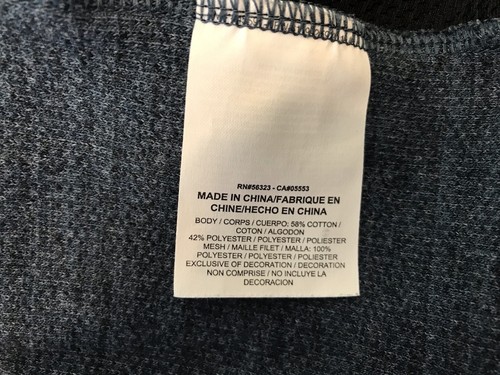 RN#56323 - CA#05553
MADE IN CHINA/FABRIQUE EN
CHINE/HECHO EN CHINA
BODY / CORPS / CUERPO: 58% COTTON /
COTON / ALGODON
42% POLYESTER / POLYESTER / POLIESTER
MESH / MAILLE FILET / MALLA: 100%
POLYESTER / POLYESTER / POLIESTER
EXCLUSIVE OF DECORATION / DECORATION
NON COMPRISE / NO INCLUYE LA
DECORACION